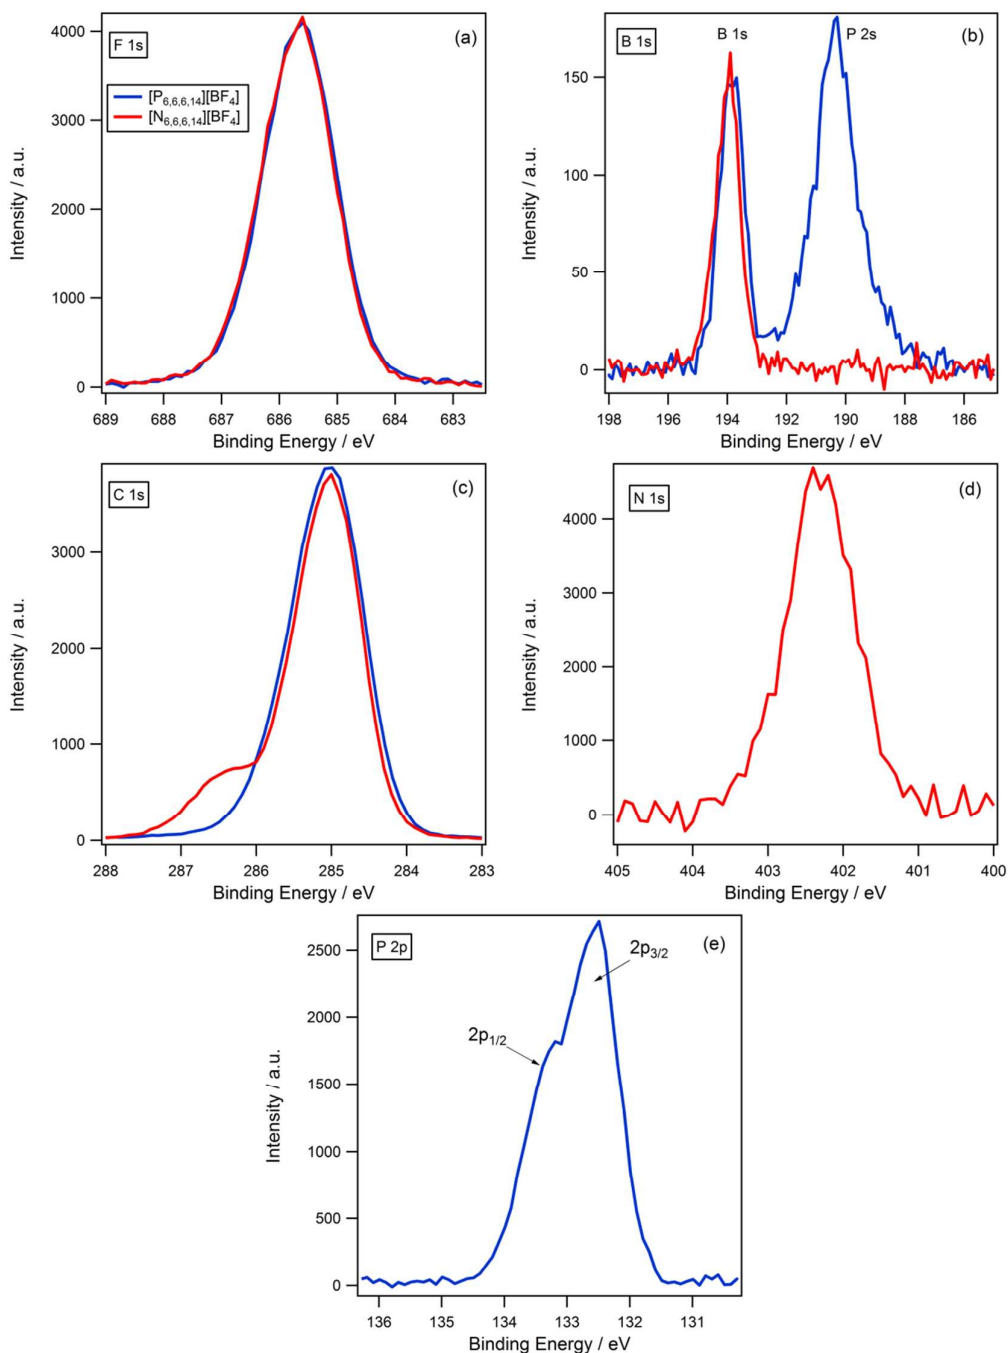 F 1s
(a)
[P6,6,6,14][BF4]
[N6,6,6,14][BF4]
4000
3000
2000
1000
0
Intensity / a.u.
689 688 687 686 685 684 683
Binding Energy / eV
B 1s
B 1s
P 2s
(b)
150
100
50
0
Intensity / a.u.
198 196 194 192 190 188 186
Binding Energy / eV
C 1s
(c)
3000
2000
1000
0
Intensity / a.u.
288 287 286 285 284 283
Binding Energy / eV
N 1s
(d)
4000
3000
2000
1000
0
Intensity / a.u.
405 404 403 402 401 400
Binding Energy / eV
P 2p
(e)
2p3/2
2p1/2
2500
2000
1500
1000
500
0
Intensity / a.u.
136 135 134 133 132 131
Binding Energy / eV